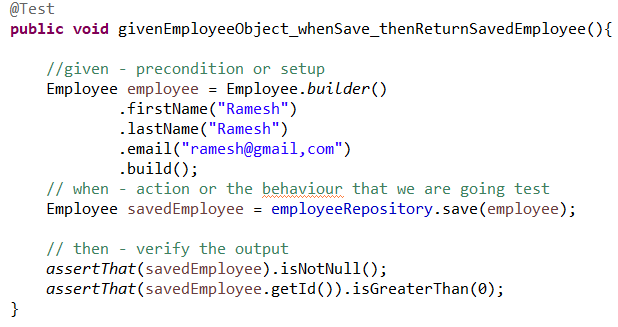 @Test
public void givenEmployeeObject_whenSave_thenReturnSavedEmployee(){
//given - precondition or setup
Employee employee = Employee.builder()
.firstName("Ramesh")
.lastName("Ramesh")
.email("ramesh@gmail,com")
.build();
// when - action or the behaviour that we are going test
Employee savedEmployee = employeeRepository.save(employee);
// then - verify the output
assertThat(savedEmployee).isNotNull();
assertThat(savedEmployee.getId()).isGreaterThan(0);
}